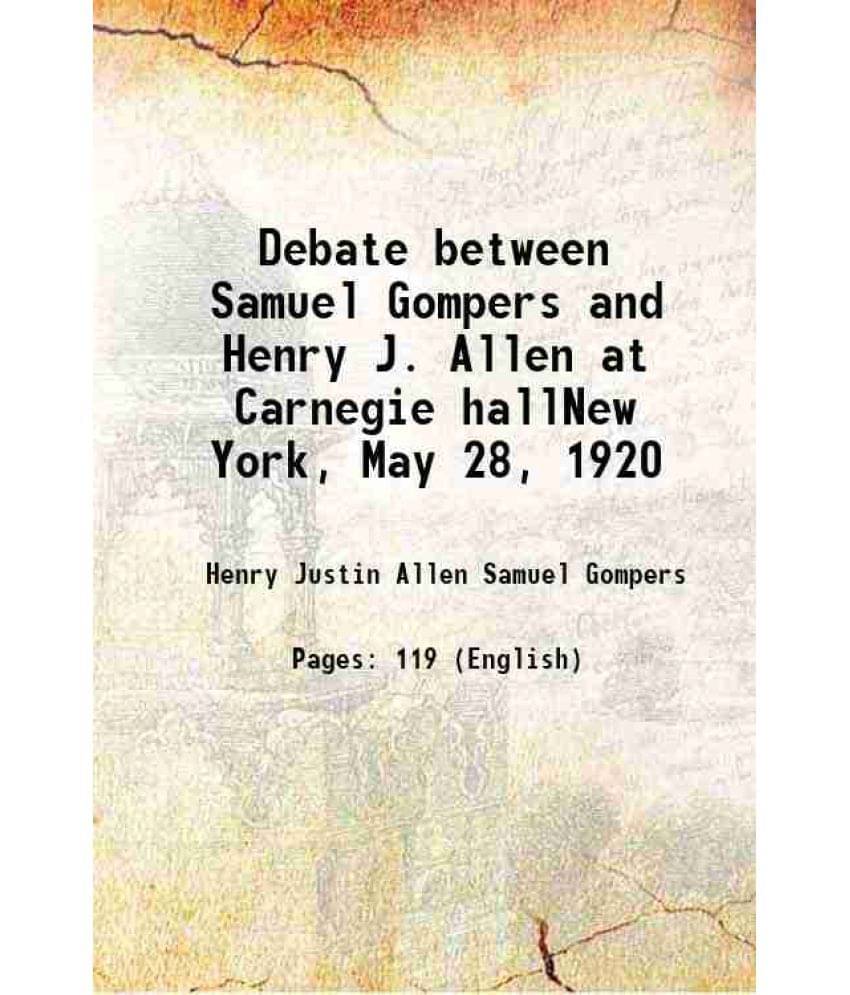 Debate between
Samuel Gompers and
Henry J. Allen at
Carnegie hallNew
York, May 28, 1920
Henry Justin Allen Samuel Gompers
Pages: 119 (English)